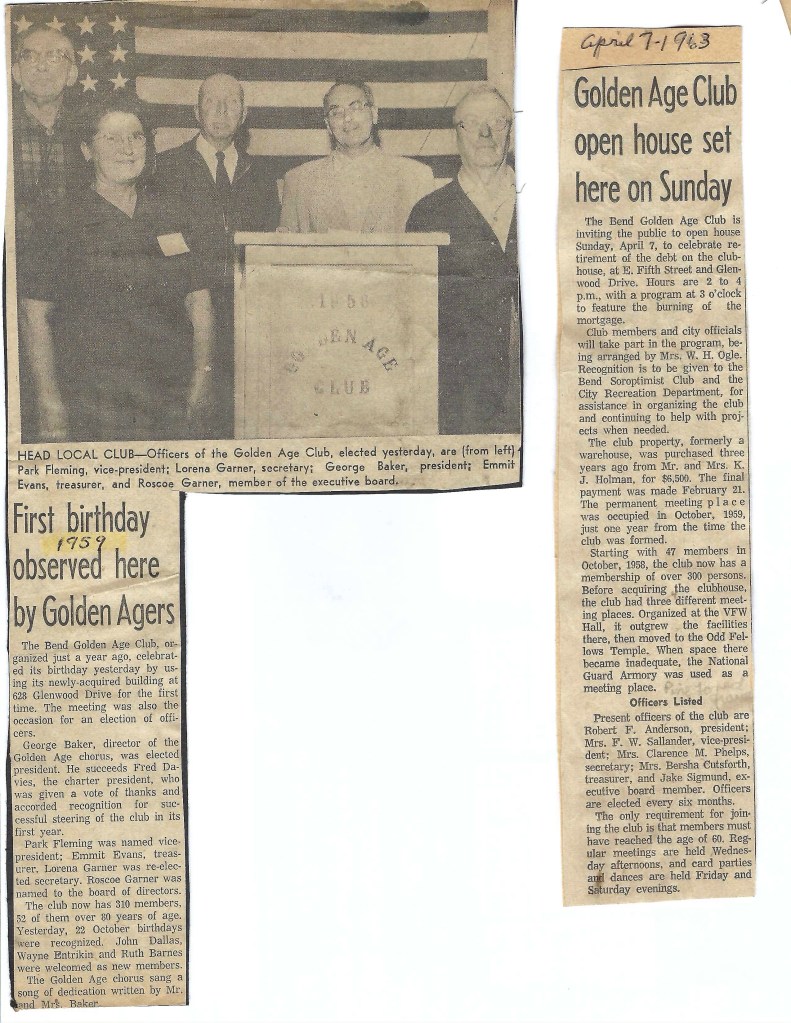 1958
GOLDEN AGE
CLUB
HEAD LOCAL CLUB—Officers of the Golden Age Club, elected yesterday, are (from left)
Park Fleming, vice-president; Lorena Garner, secretary; George Baker, president; Emmit
Evans, treasurer, and Roscoe Garner, member of the executive board.
First birthday
1959
observed here
by Golden Agers
The Bend Golden Age Club, or-
ganized just a year ago, celebrat-
ed its birthday yesterday by us-
ing its newly-acquired building at
628 Glenwood Drive for the first
time. The meeting was also the
occasion for an election of offi-
cers.
George Baker, director of the
Golden Age chorus, was elected
president. He succeeds Fred Da-
vies, the charter president, who
was given a vote of thanks and
accorded recognition for suc-
cessful steering of the club in its
first year.
Park Fleming was named vice-
president; Emmit Evans, treas-
urer. Lorena Garner was re-elec-
ted secretary. Roscoe Garner was
named to the board of directors.
The club now has 310 members,
52 of them over 80 years of age.
Yesterday, 22 October birthdays
were recognized. John Dallas,
Wayne Entrikin and Ruth Barnes
were welcomed as new members.
The Golden Age chorus sang a
song of dedication written by Mr.
and Mrs. Baker.
April 7-1963
Golden Age Club
open house set
here on Sunday
The Bend Golden Age Club is
inviting the public to open house
Sunday, April 7, to celebrate re-
tirement of the debt on the club-
house, at E. Fifth Street and Glen-
wood Drive. Hours are 2 to 4
p.m., with a program at 3 o'clock
to feature the burning of the
mortgage.
Club members and city officials
will take part in the program, be-
ing arranged by Mrs. W. H. Ogle.
Recognition is to be given to the
Bend Soroptimist Club and the
City Recreation Department, for
assistance in organizing the club
and continuing to help with proj-
ects when needed.
The club property, formerly a
warehouse, was purchased three
years ago from Mr. and Mrs. K.
J. Holman, for $6,500. The final
payment was made February 21.
The permanent meeting place
was occupied in October, 1959,
just one year from the time the
club was formed.
Starting with 47 members in
October, 1958, the club now has a
membership of over 300 persons.
Before acquiring the clubhouse,
the club had three different meet-
ing places. Organized at the VFW
Hall, it outgrew the facilities
there, then moved to the Odd Fel-
lows Temple. When space there
became inadequate, the National
Guard Armory was used as a
meeting place.
Officers Listed
Present officers of the club are
Robert F. Anderson, president;
Mrs. F. W. Sallander, vice-presi-
dent; Mrs. Clarence M. Phelps,
secretary; Mrs. Bersha Cutsforth,
treasurer, and Jake Sigmund, ex-
ecutive board member. Officers
are elected every six months.
The only requirement for join-
ing the club is that members must
have reached the age of 60. Reg-
ular meetings are held Wednes-
day afternoons, and card parties
and dances are held Friday and
Saturday evenings.